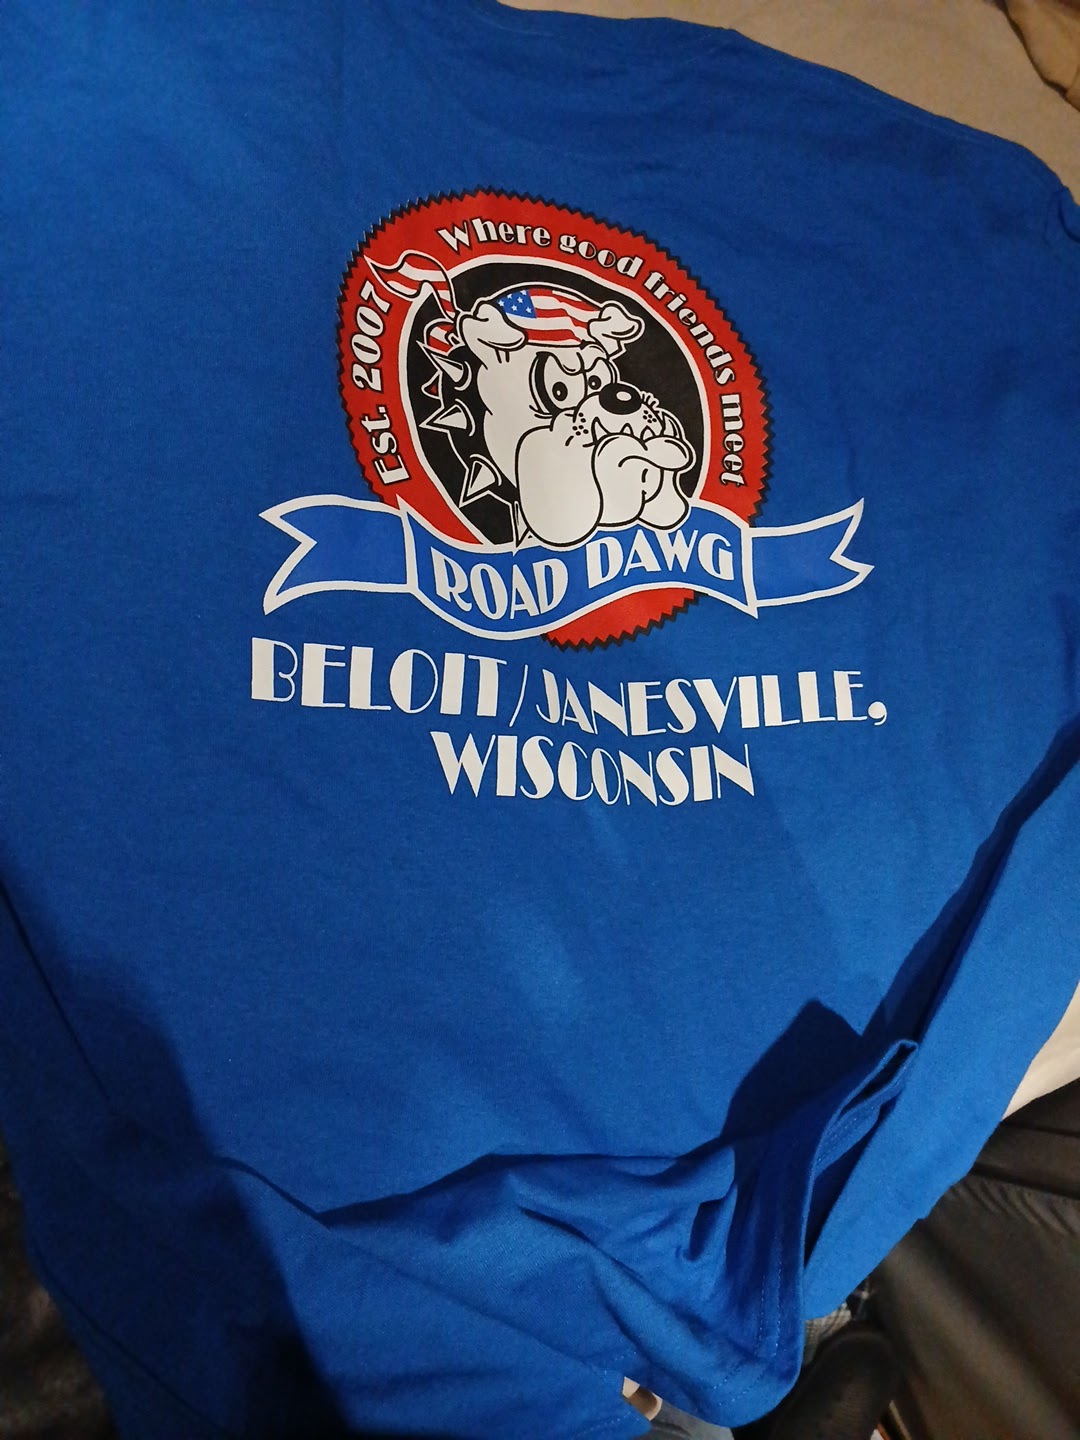 Est. 2007
Where good friends meet
ROAD DAWG
BELOIT/JANESVILLE,
WISCONSIN